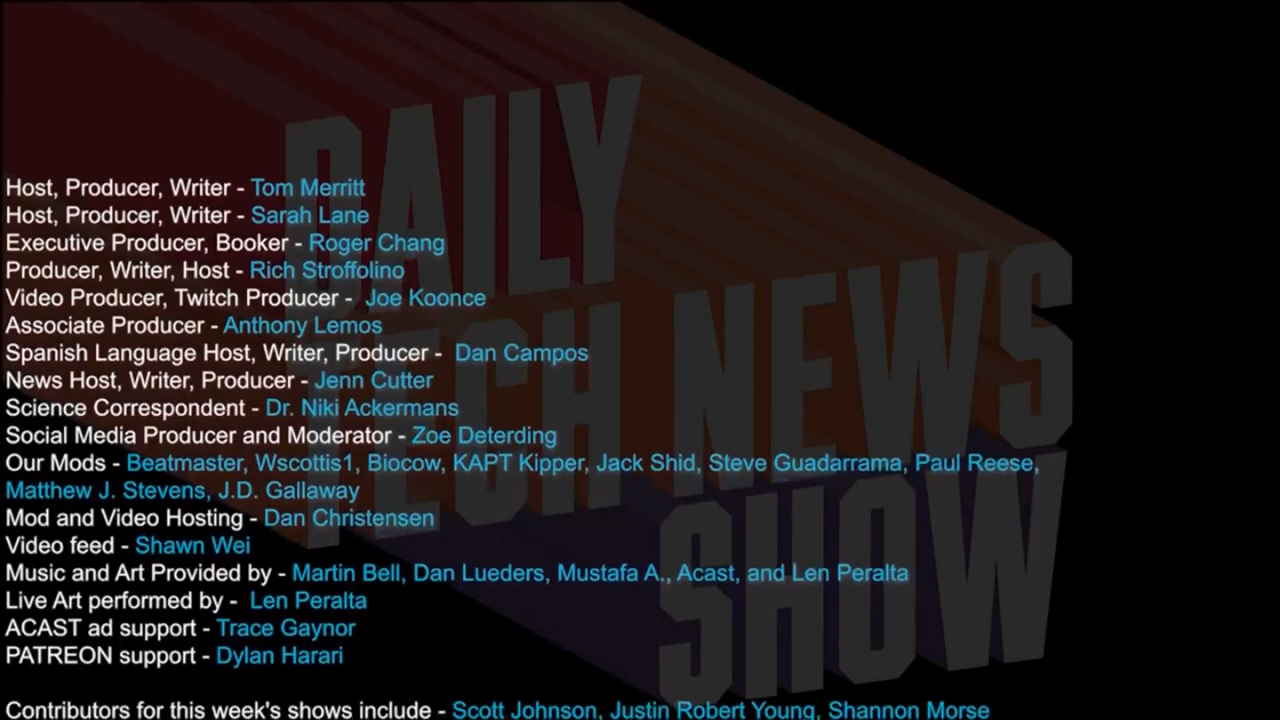 DAILY
TECH NEWS
SHOW
Host, Producer, Writer - Tom Merritt
Host, Producer, Writer - Sarah Lane
Executive Producer, Booker - Roger Chang
Producer, Writer, Host - Rich Stroffolino
Video Producer, Twitch Producer -  Joe Koonce
Associate Producer - Anthony Lemos
Spanish Language Host, Writer, Producer -  Dan Campos
News Host, Writer, Producer - Jenn Cutter
Science Correspondent - Dr. Niki Ackermans
Social Media Producer and Moderator - Zoe Deterding
Our Mods - Beatmaster, Wscottis1, Biocow, KAPT Kipper, Jack Shid, Steve Guadarrama, Paul Reese,
Matthew J. Stevens, J.D. Gallaway
Mod and Video Hosting - Dan Christensen
Video feed - Shawn Wei
Music and Art Provided by - Martin Bell, Dan Lueders, Mustafa A., Acast, and Len Peralta
Live Art performed by -  Len Peralta
ACAST ad support - Trace Gaynor
PATREON support - Dylan Harari
Contributors for this week's shows include - Scott Johnson, Justin Robert Young, Shannon Morse